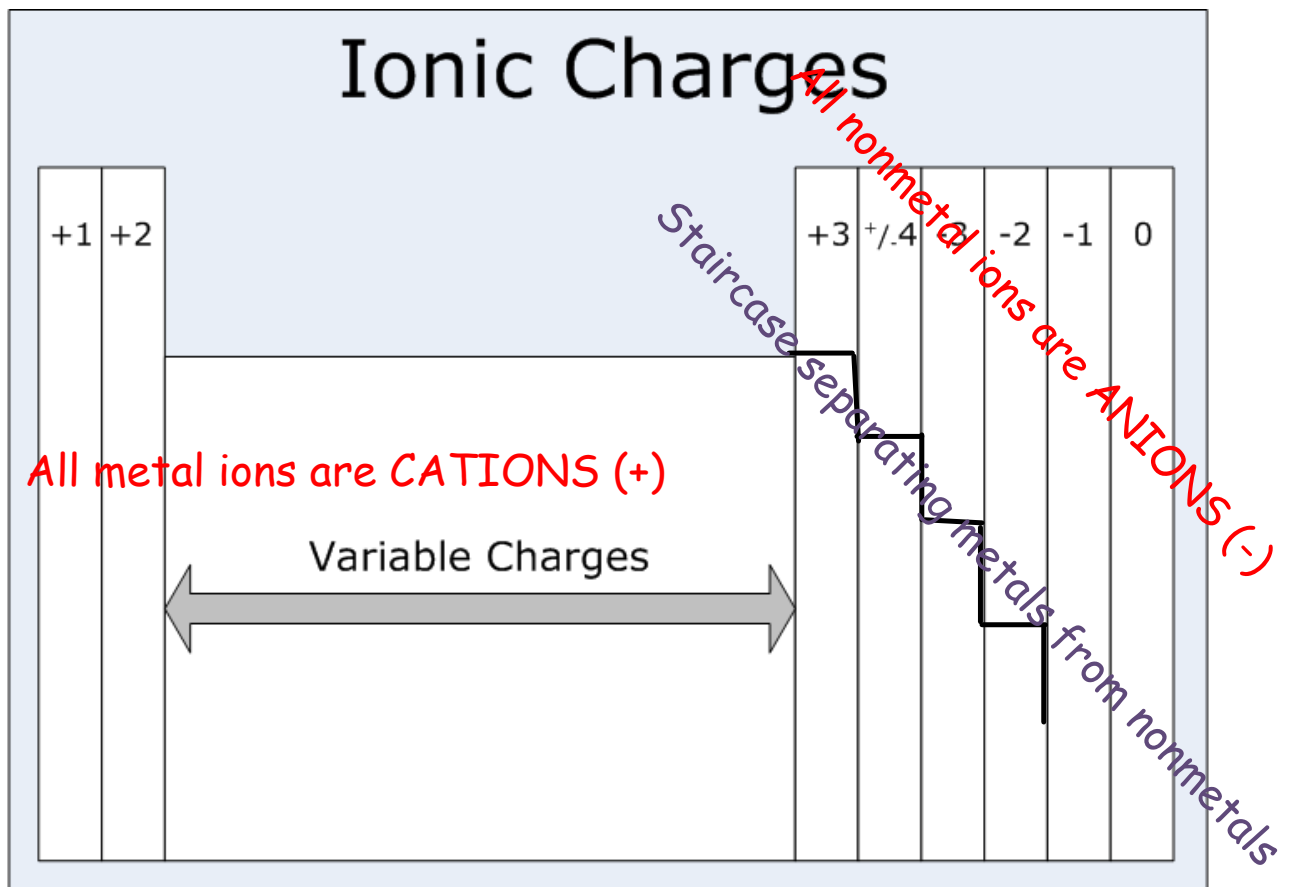 Ionic Charges
All nonmetal ions are ANIONS (-)
Staircase separating metals from nonmetals
+1 +2 +3 +/-4 -3 -2 -1 0
All metal ions are CATIONS (+)
Variable Charges